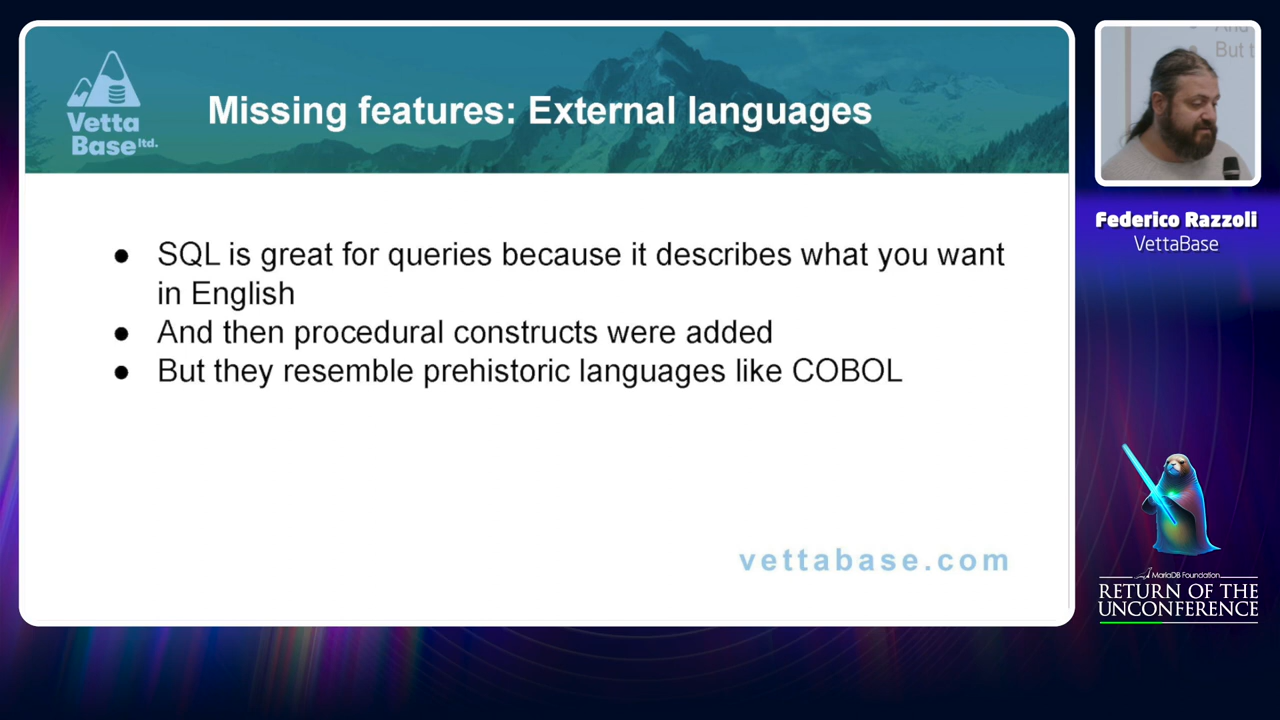 Vetta
Base ltd.
Missing features: External languages
● SQL is great for queries because it describes what you want
in English
● And then procedural constructs were added
● But they resemble prehistoric languages like COBOL
vettabase.com
But t
Federico Razzoli
VettaBase
MariaDB Foundation
RETURN OF THE
UNCONFERENCE